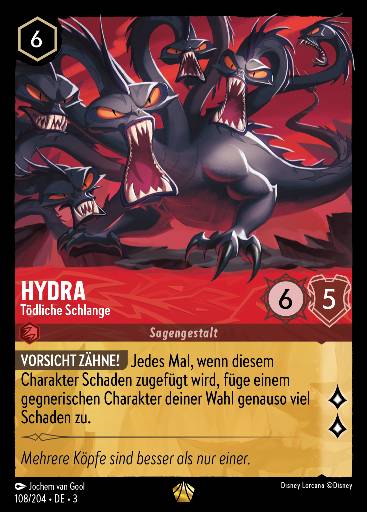 6
HYDRA
Tödliche Schlange
6
5
Sagengestalt
VORSICHT ZÄHNE! Jedes Mal, wenn diesem
Charakter Schaden zugefügt wird, füge einem
gegnerischen Charakter deiner Wahl genauso viel
Schaden zu.
Mehrere Köpfe sind besser als nur einer.
Jochem van Gool
Disney Lorcana ©Disney
108/204 • DE • 3